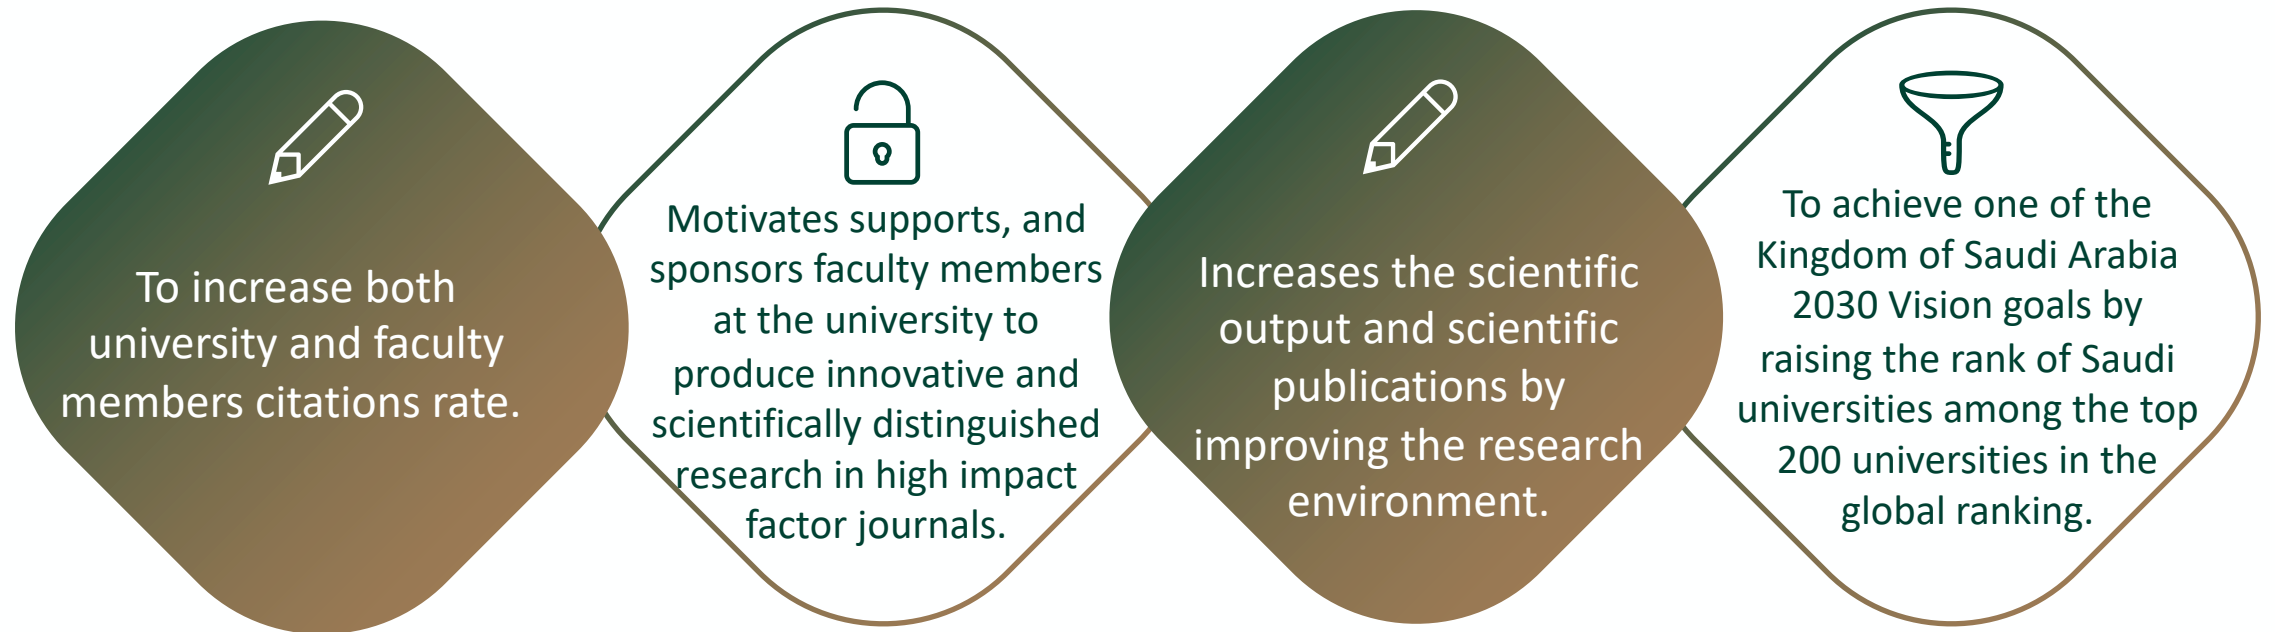 To increase both
university and faculty
members citations rate.
Motivates supports, and
sponsors faculty members
at the university to
produce innovative and
scientifically distinguished
research in high impact
factor journals.
Increases the scientific
output and scientific
publications by
improving the research
environment.
To achieve one of the
Kingdom of Saudi Arabia
2030 Vision goals by
raising the rank of Saudi
universities among the top
200 universities in the
global ranking.